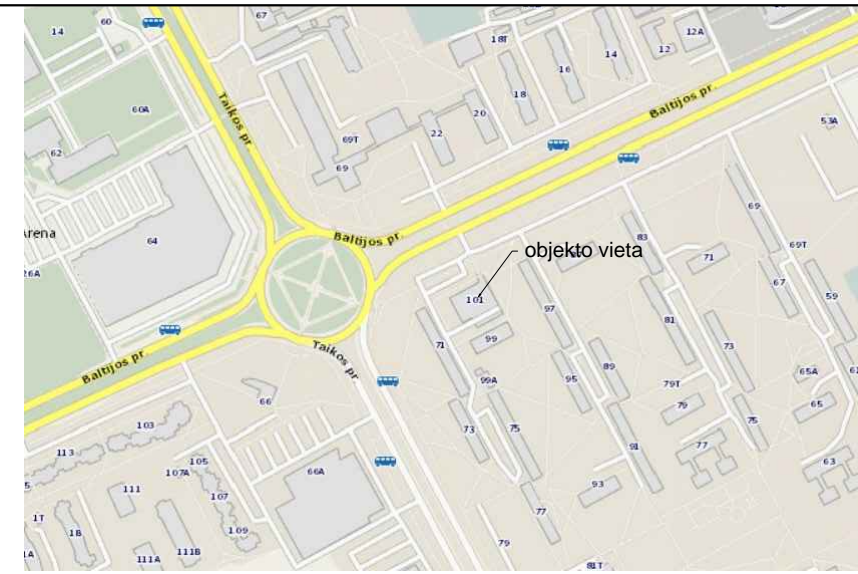 14
60
67
18T
16
14
12
12A
60A
18
20
22
Taikos pr.
69T
69
Baltijos pr.
53A
62
Arena
64
26A
Baltijos pr.
objekto vieta
83
71
69
69T
67
59
101
97
81
73
71
99
99A
95
89
79T
79
65A
65
Baltijos pr.
Taikos pr.
66
103
113
105
107A
107
109
111
111A
111B
1T
1B
1A
66A
73
75
77
93
91
77
75
63
79
81T